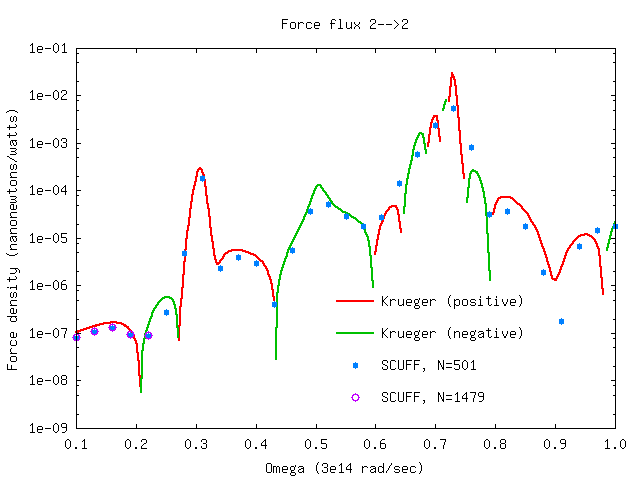 Force flux 2-->2
Force density (nanonewtons/watts)
1e-01
1e-02
1e-03
1e-04
1e-05
1e-06
1e-07
1e-08
1e-09
Krueger (positive)
Krueger (negative)
SCUFF, N=501
SCUFF, N=1479
0.1 0.2 0.3 0.4 0.5 0.6 0.7 0.8 0.9 1.0
Omega (3e14 rad/sec)